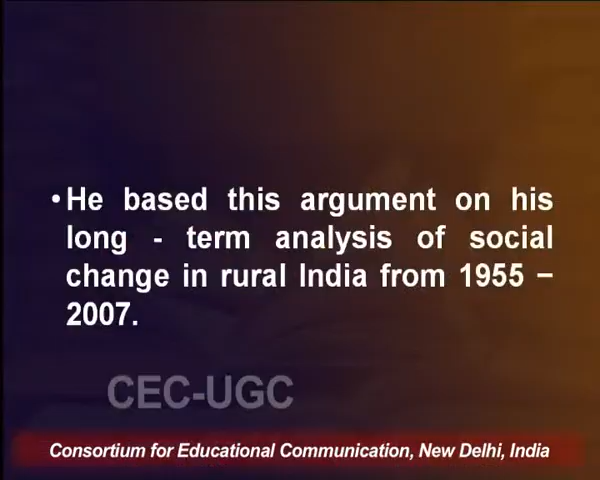 •He based this argument on his
long - term analysis of social
change in rural India from 1955 –
2007.
CEC-UGC
Consortium for Educational Communication, New Delhi, India